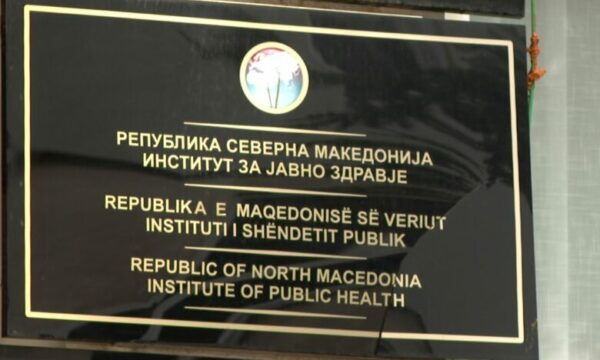 РЕПУБЛИКА СЕВЕРНА МАКЕДОНИЈА
ИНСТИТУТ ЗА ЈАВНО ЗДРАВЈЕ
REPUBLIKA E MAQEDONISË SË VERIUT
INSTITUTI I SHËNDETIT PUBLIK
REPUBLIC OF NORTH MACEDONIA
INSTITUTE OF PUBLIC HEALTH